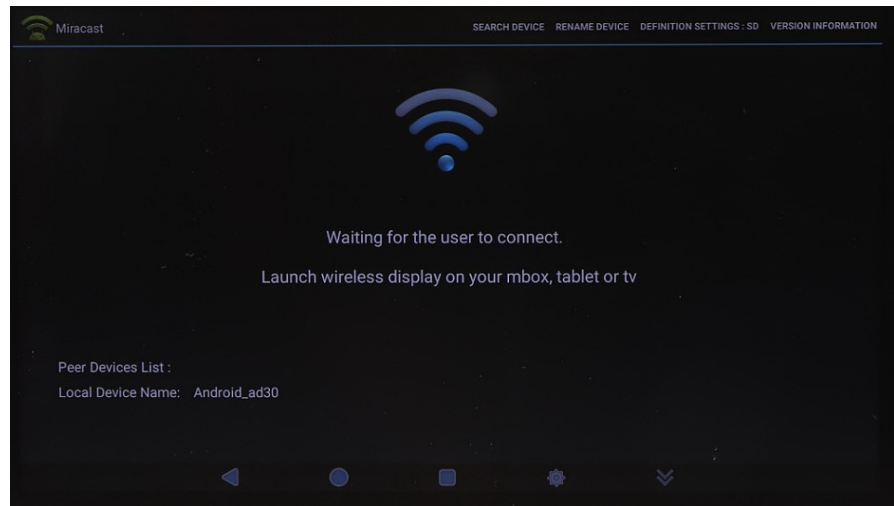 Miracast SEARCH DEVICE RENAME DEVICE DEFINITION SETTINGS : SD VERSION INFORMATION
Waiting for the user to connect.
Launch wireless display on your mbox, tablet or tv
Peer Devices List :
Local Device Name: Android_ad30